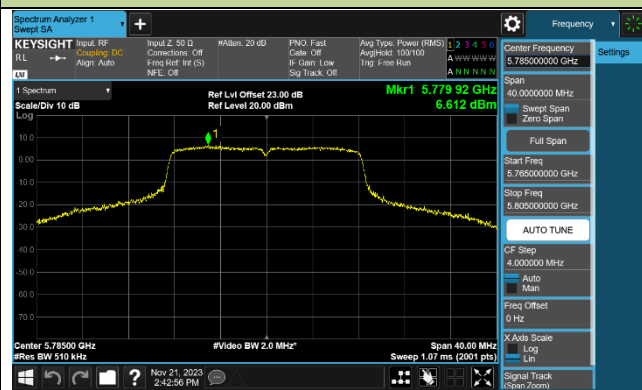 Spectrum Analyzer 1
Swept SA
Frequency
KEYSIGHT
RL
LXI
Input: RF
Coupling: DC
Align: Auto
Input Z: 50 Ω
Corrections: Off
Freq Ref: Int (S)
NFE: Off
#Atten: 20 dB
PNO: Fast
Gate: Off
IF Gain: Low
Sig Track: Off
Avg Type: Power (RMS)
Avg|Hold: 100/100
Trig: Free Run
1 2 3 4 5 6
A W W W W W
A N N N N N
1 Spectrum
Scale/Div 10 dB
Log
Ref Lvl Offset 23.00 dB
Ref Level 20.00 dBm
Mkr1 5.779 92 GHz
6.612 dBm
1
10.0
0.00
-10.0
-20.0
-30.0
-40.0
-50.0
-60.0
-70.0
Center 5.78500 GHz
#Res BW 510 kHz
#Video BW 2.0 MHz*
Span 40.00 MHz
Sweep 1.07 ms (2001 pts)
Nov 21, 2023
2:42:56 PM
Center Frequency
5.785000000 GHz
Settings
Span
40.0000000 MHz
Swept Span
Zero Span
Full Span
Start Freq
5.765000000 GHz
Stop Freq
5.805000000 GHz
AUTO TUNE
CF Step
4.000000 MHz
Auto
Man
Freq Offset
0 Hz
X Axis Scale
Log
Lin
Signal Track
(Span Zoom)